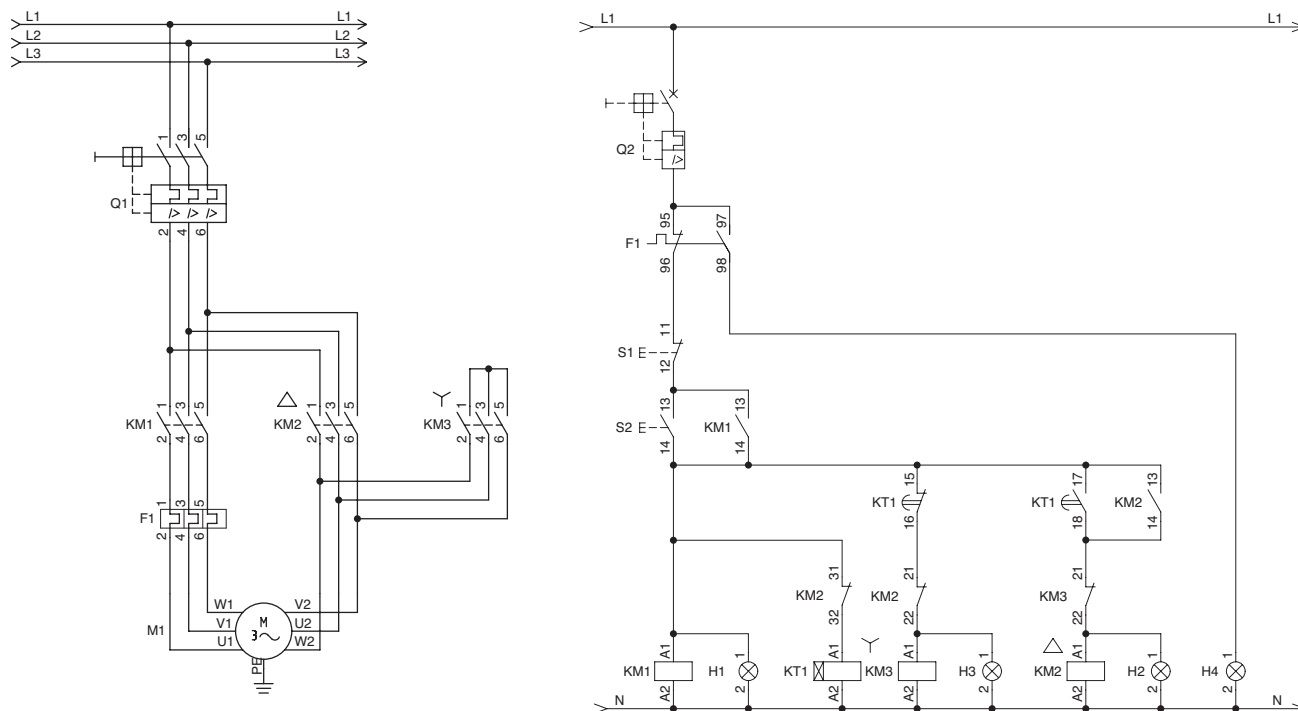 L1 L1
L2 L2
L3 L3
1 3 5
Q1
2 4 6
1 3 5
KM1
2 4 6
1 3 5
KM2
2 4 6
1 3 5
KM3
2 4 6
1 3 5
F1
2 4 6
W1 V2
M
3
V1 U2
M1
U1 W2
PE
L1 L1
Q2
I>
95 97
F1
96 98
11
S1
12
13 13
S2 KM1
14 14
15 17 13
KT1 KT1 KM2
16 18 14
31 21 21
KM2 KM2 KM3
32 22 22
A1 1 A1 A1 1 A1 1 1
KM1 H1 KT1 KM3 H3 KM2 H2 H4
A2 2 A2 A2 2 A2 2 2
N N